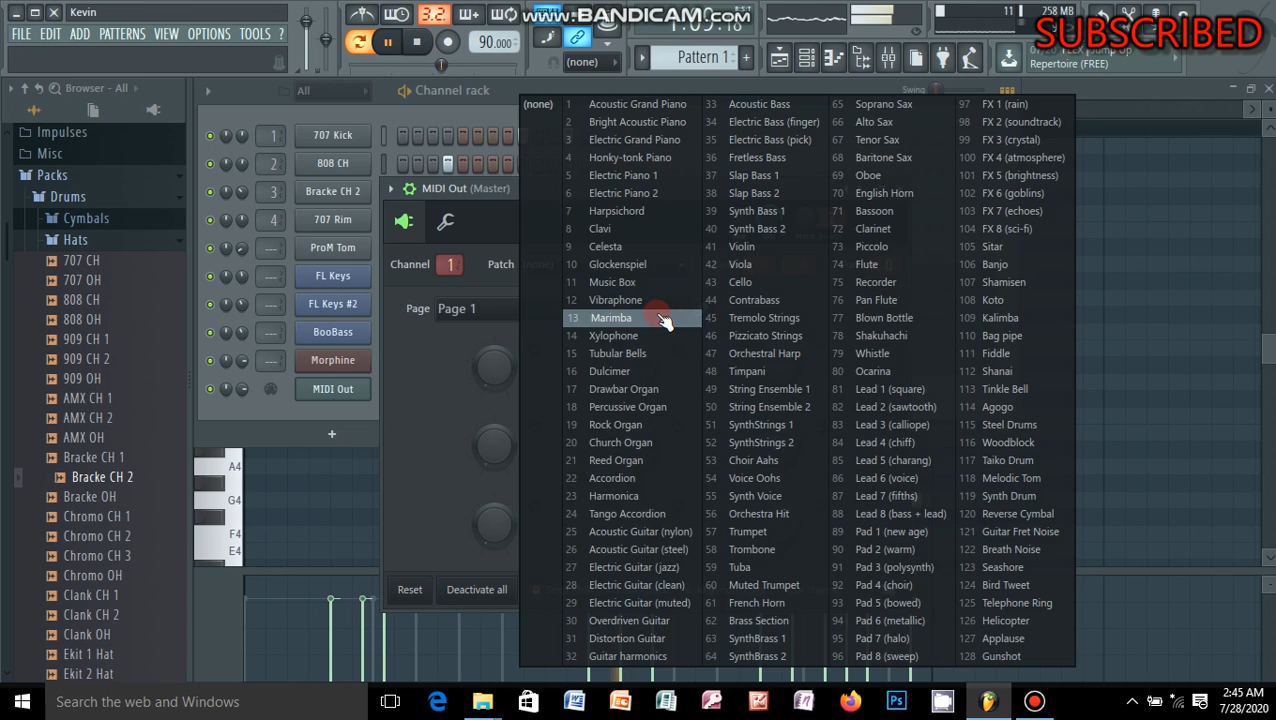 Kevin
www.BANDICAM.com
SUBSCRIBED
FILE EDIT ADD PATTERNS VIEW OPTIONS TOOLS ?
3.2
90.000
(none)
Pattern 1
11
258 MB
Repertoire (FREE)
Browser - All
Impulses
Misc
Packs
Drums
Cymbals
Hats
707 CH
707 OH
808 CH
808 OH
909 CH 1
909 CH 2
909 OH
AMX CH 1
AMX CH 2
AMX OH
Bracke CH 1
Bracke CH 2
Bracke OH
Chromo CH 1
Chromo CH 2
Chromo CH 3
Chromo OH
Clank CH 1
Clank CH 2
Clank OH
Ekit 1 Hat
Ekit 2 Hat
All
Channel rack
Swing
1 707 Kick
2 808 CH
3 Bracke CH 2
4 707 Rim
--- ProM Tom
--- FL Keys
--- FL Keys #2
--- BooBass
--- Morphine
--- MIDI Out
+
A4
G4
F4
E4
MIDI Out (Master)
Channel 1 Patch
Page Page 1
Reset Deactivate all
(none)
1 Acoustic Grand Piano
2 Bright Acoustic Piano
3 Electric Grand Piano
4 Honky-tonk Piano
5 Electric Piano 1
6 Electric Piano 2
7 Harpsichord
8 Clavi
9 Celesta
10 Glockenspiel
11 Music Box
12 Vibraphone
13 Marimba
14 Xylophone
15 Tubular Bells
16 Dulcimer
17 Drawbar Organ
18 Percussive Organ
19 Rock Organ
20 Church Organ
21 Reed Organ
22 Accordion
23 Harmonica
24 Tango Accordion
25 Acoustic Guitar (nylon)
26 Acoustic Guitar (steel)
27 Electric Guitar (jazz)
28 Electric Guitar (clean)
29 Electric Guitar (muted)
30 Overdriven Guitar
31 Distortion Guitar
32 Guitar harmonics
33 Acoustic Bass
34 Electric Bass (finger)
35 Electric Bass (pick)
36 Fretless Bass
37 Slap Bass 1
38 Slap Bass 2
39 Synth Bass 1
40 Synth Bass 2
41 Violin
42 Viola
43 Cello
44 Contrabass
45 Tremolo Strings
46 Pizzicato Strings
47 Orchestral Harp
48 Timpani
49 String Ensemble 1
50 String Ensemble 2
51 SynthStrings 1
52 SynthStrings 2
53 Choir Aahs
54 Voice Oohs
55 Synth Voice
56 Orchestra Hit
57 Trumpet
58 Trombone
59 Tuba
60 Muted Trumpet
61 French Horn
62 Brass Section
63 SynthBrass 1
64 SynthBrass 2
65 Soprano Sax
66 Alto Sax
67 Tenor Sax
68 Baritone Sax
69 Oboe
70 English Horn
71 Bassoon
72 Clarinet
73 Piccolo
74 Flute
75 Recorder
76 Pan Flute
77 Blown Bottle
78 Shakuhachi
79 Whistle
80 Ocarina
81 Lead 1 (square)
82 Lead 2 (sawtooth)
83 Lead 3 (calliope)
84 Lead 4 (chiff)
85 Lead 5 (charang)
86 Lead 6 (voice)
87 Lead 7 (fifths)
88 Lead 8 (bass + lead)
89 Pad 1 (new age)
90 Pad 2 (warm)
91 Pad 3 (polysynth)
92 Pad 4 (choir)
93 Pad 5 (bowed)
94 Pad 6 (metallic)
95 Pad 7 (halo)
96 Pad 8 (sweep)
97 FX 1 (rain)
98 FX 2 (soundtrack)
99 FX 3 (crystal)
100 FX 4 (atmosphere)
101 FX 5 (brightness)
102 FX 6 (goblins)
103 FX 7 (echoes)
104 FX 8 (sci-fi)
105 Sitar
106 Banjo
107 Shamisen
108 Koto
109 Kalimba
110 Bag pipe
111 Fiddle
112 Shanai
113 Tinkle Bell
114 Agogo
115 Steel Drums
116 Woodblock
117 Taiko Drum
118 Melodic Tom
119 Synth Drum
120 Reverse Cymbal
121 Guitar Fret Noise
122 Breath Noise
123 Seashore
124 Bird Tweet
125 Telephone Ring
126 Helicopter
127 Applause
128 Gunshot
Search the web and Windows
2:45 AM
7/28/2020